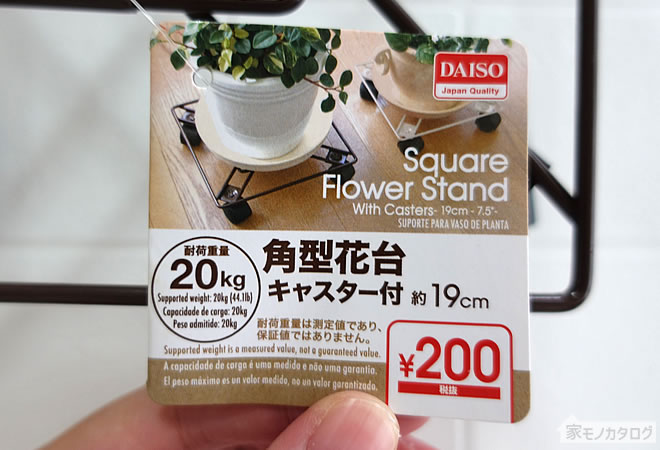 DAISO
Japan Quality
Square
Flower Stand
With Casters- 19cm - 7.5"-
SUPORTE PARA VASO DE PLANTA
耐荷重量
20kg
Supported weight: 20kg (44.1lb)
Capacidade de carga: 20kg
Peso admitido: 20kg
角型花台
キャスター付 約19cm
耐荷重量は測定値であり、
保証値ではありません。
Supported weight is a measured value, not a guaranteed value.
A capacidade de carga é uma medida e não uma garantia.
El peso máximo es un valor medido, no un valor garantizado.
¥200
税抜
家モノカタログ